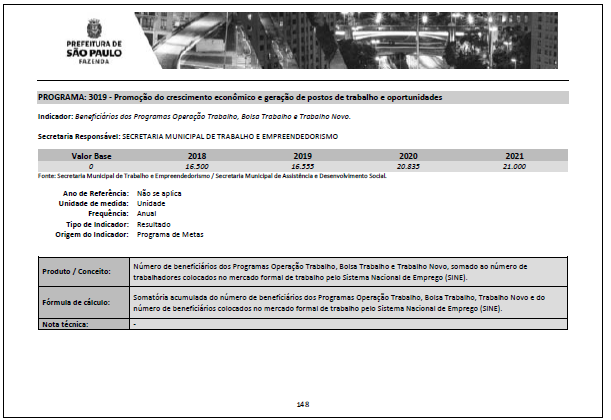 PREFEITURA DE
SÃO PAULO
FAZENDA
PROGRAMA: 3019 - Promoção do crescimento econômico e geração de postos de trabalho e oportunidades
Indicador: Beneficiários dos Programas Operação Trabalho, Bolsa Trabalho e Trabalho Novo.
Secretaria Responsável: SECRETARIA MUNICIPAL DE TRABALHO E EMPREENDEDORISMO
Valor Base 2018 2019 2020 2021
0 16.500 16.555 20.835 21.000
Fonte: Secretaria Municipal de Trabalho e Empreendedorismo / Secretaria Municipal de Assistência e Desenvolvimento Social.
Ano de Referência: Não se aplica
Unidade de medida: Unidade
Frequência: Anual
Tipo de Indicador: Resultado
Origem do Indicador: Programa de Metas
Produto / Conceito: Número de beneficiários dos Programas Operação Trabalho, Bolsa Trabalho e Trabalho Novo, somado ao número de
trabalhadores colocados no mercado formal de trabalho pelo Sistema Nacional de Emprego (SINE).
Fórmula de cálculo: Somatória acumulada do número de beneficiários dos Programas Operação Trabalho, Bolsa Trabalho, Trabalho Novo e do
número de beneficiários colocados no mercado formal de trabalho pelo Sistema Nacional de Emprego (SINE).
Nota técnica: -
148